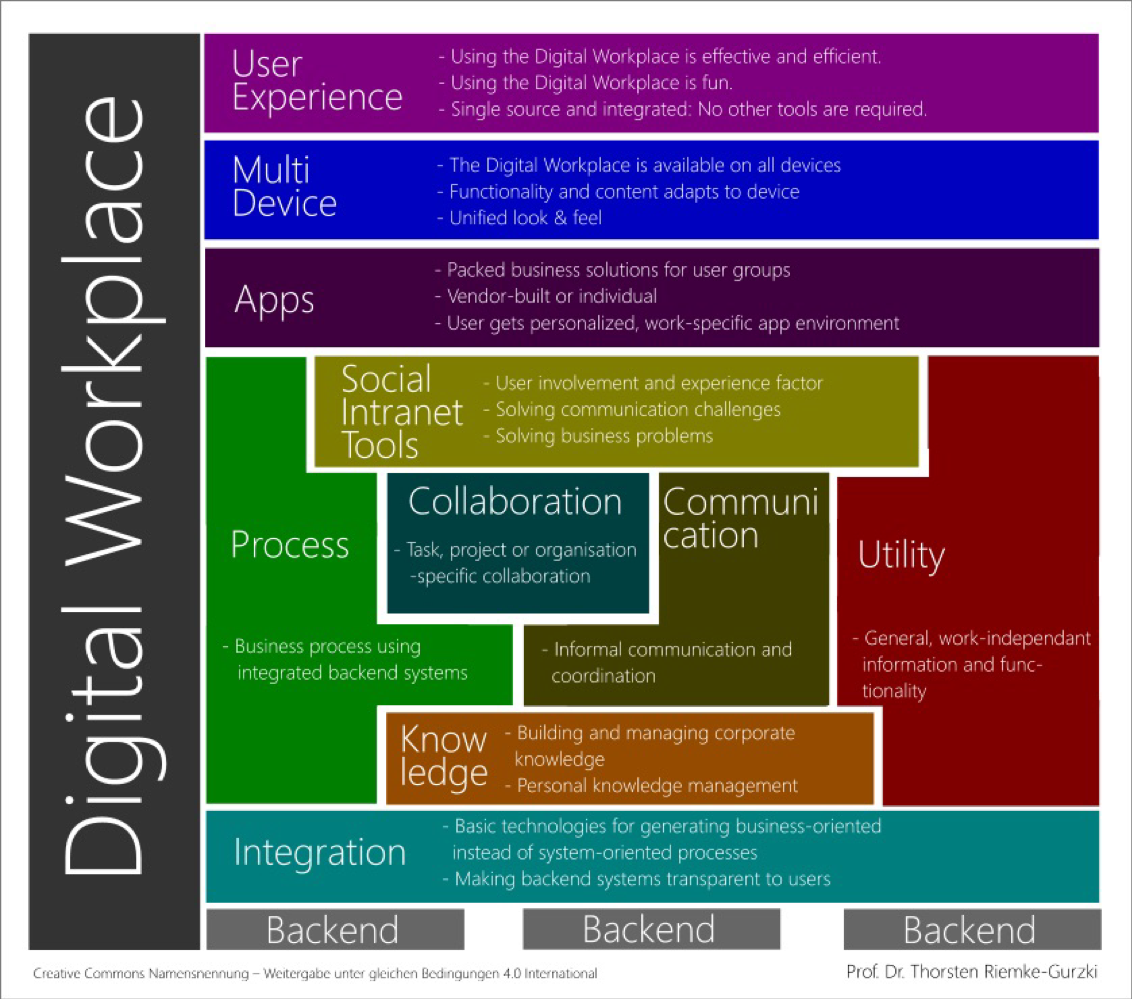 Digital Workplace
User
Experience
- Using the Digital Workplace is effective and efficient.
- Using the Digital Workplace is fun.
- Single source and integrated: No other tools are required.
Multi
Device
- The Digital Workplace is available on all devices
- Functionality and content adapts to device
- Unified look & feel
Apps
- Packed business solutions for user groups
- Vendor-built or individual
- User gets personalized, work-specific app environment
Social
Intranet
Tools
- User involvement and experience factor
- Solving communication challenges
- Solving business problems
Process
- Business process using
integrated backend systems
Collaboration
- Task, project or organisation
-specific collaboration
Communi
cation
- Informal communication and
coordination
Utility
- General, work-independant
information and func-
tionality
Know
ledge
- Building and managing corporate
knowledge
- Personal knowledge management
Integration
- Basic technologies for generating business-oriented
instead of system-oriented processes
- Making backend systems transparent to users
Backend
Backend
Backend
Creative Commons Namensnennung – Weitergabe unter gleichen Bedingungen 4.0 International
Prof. Dr. Thorsten Riemke-Gurzki